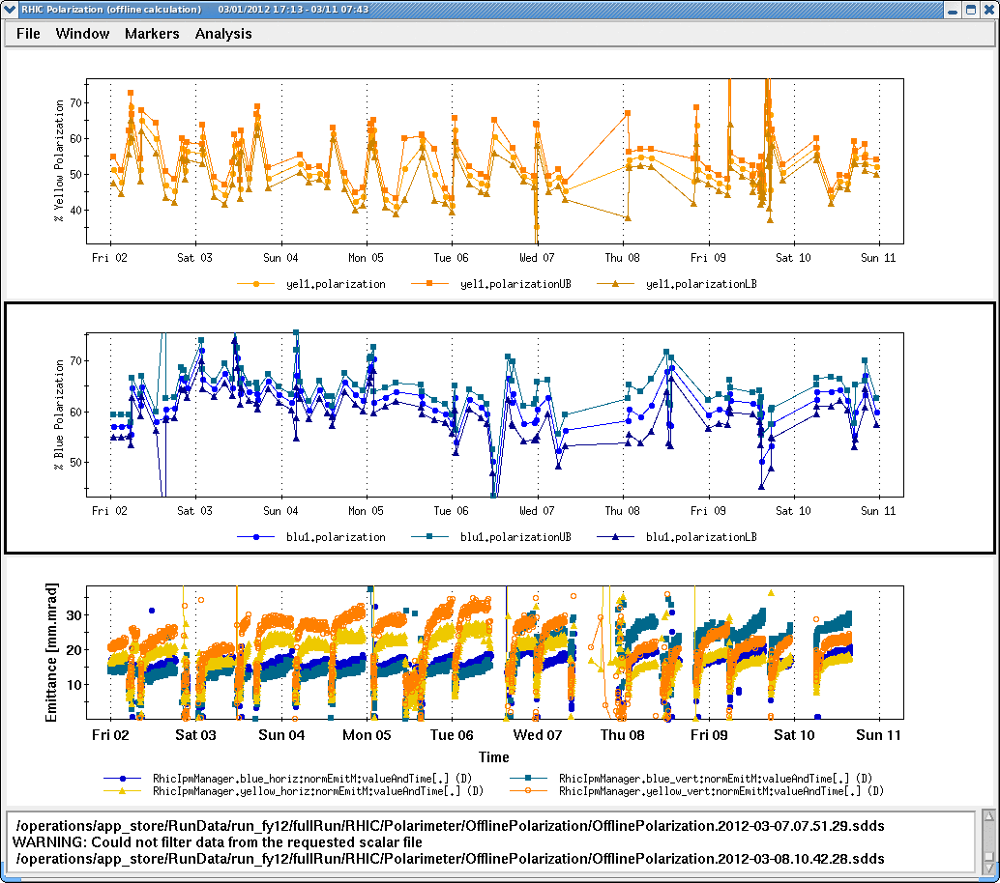 RHIC Polarization (offline calculation) 03/01/2012 17:13 - 03/11 07:43
File Window Markers Analysis
% Yellow Polarization
70
60
50
40
Fri 02 Sat 03 Sun 04 Mon 05 Tue 06 Wed 07 Thu 08 Fri 09 Sat 10 Sun 11
yel1.polarization yel1.polarizationUB yel1.polarizationLB
% Blue Polarization
70
60
50
Fri 02 Sat 03 Sun 04 Mon 05 Tue 06 Wed 07 Thu 08 Fri 09 Sat 10 Sun 11
blu1.polarization blu1.polarizationUB blu1.polarizationLB
Emittance [mm.mrad]
30
20
10
Fri 02 Sat 03 Sun 04 Mon 05 Tue 06 Wed 07 Thu 08 Fri 09 Sat 10 Sun 11
Time
RhicIpmManager.blue_horiz:normEmitM:valueAndTime[.] (D) RhicIpmManager.blue_vert:normEmitM:valueAndTime[.] (D)
RhicIpmManager.yellow_horiz:normEmitM:valueAndTime[.] (D) RhicIpmManager.yellow_vert:normEmitM:valueAndTime[.] (D)
/operations/app_store/RunData/run_fy12/fullRun/RHIC/Polarimeter/OfflinePolarization/OfflinePolarization.2012-03-07.07.51.29.sdds
WARNING: Could not filter data from the requested scalar file
/operations/app_store/RunData/run_fy12/fullRun/RHIC/Polarimeter/OfflinePolarization/OfflinePolarization.2012-03-08.10.42.28.sdds